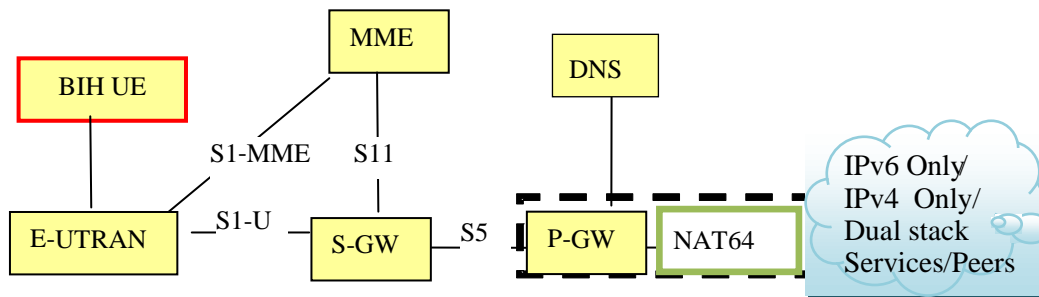 MME
DNS
BIH UE
S1-MME
S11
IPv6 Only/
IPv4 Only/
Dual stack
Services/Peers
E-UTRAN
S1-U
S-GW
S5
P-GW
NAT64